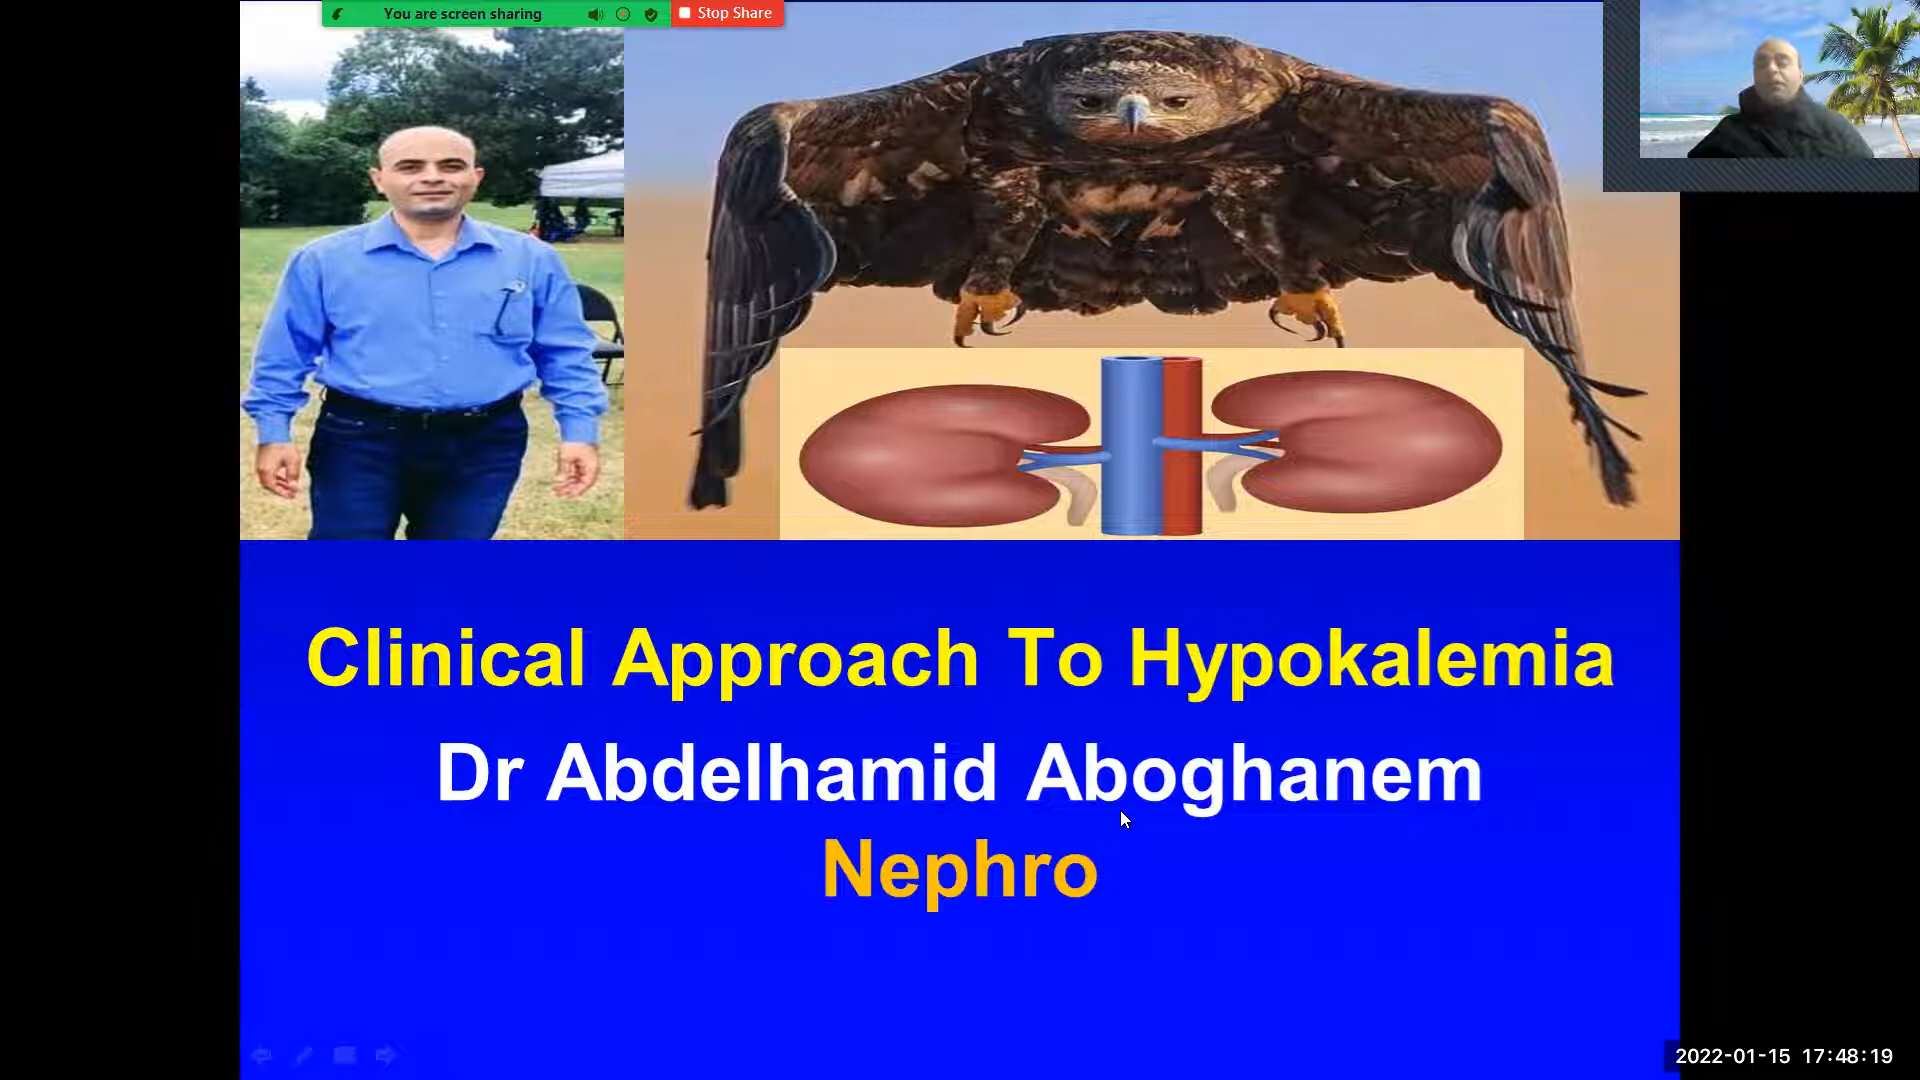 You are screen sharing
Stop Share
Clinical Approach To Hypokalemia
Dr Abdelhamid Aboghanem
Nephro
2022-01-15 17:48:19